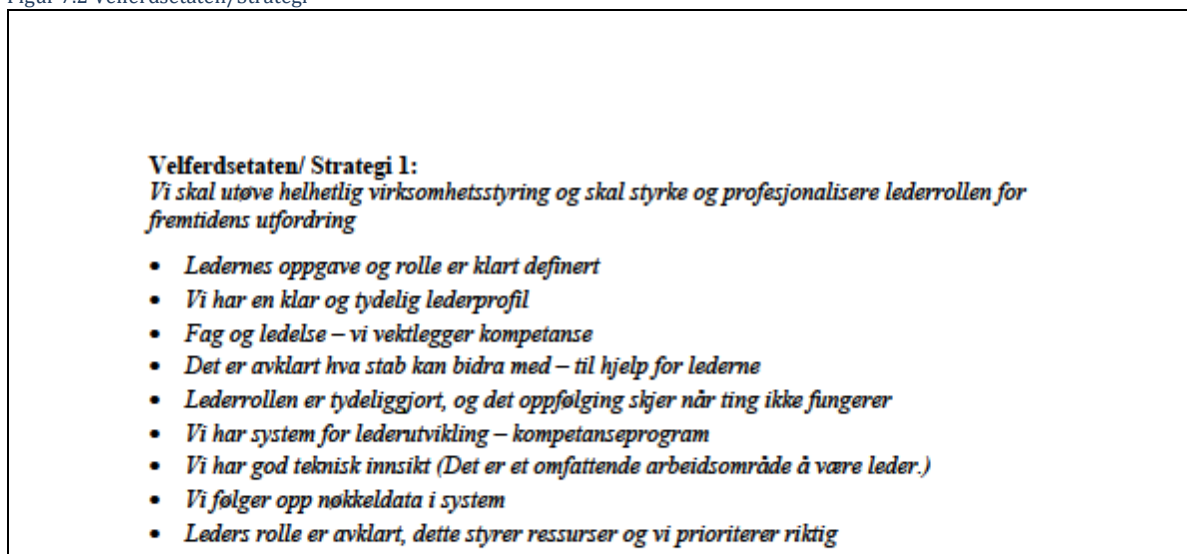 Figur 7.2 Velferdsetaten/Strategi
Velferdsetaten/ Strategi 1:
Vi skal utøve helhetlig virksomhetsstyring og skal styrke og profesjonalisere lederrollen for
fremtidens utfordring
• Ledernes oppgave og rolle er klart definert
• Vi har en klar og tydelig lederprofil
• Fag og ledelse – vi vektlegger kompetanse
• Det er avklart hva stab kan bidra med – til hjelp for lederne
• Lederrollen er tydeliggjort, og det oppfølging skjer når ting ikke fungerer
• Vi har system for lederutvikling – kompetanseprogram
• Vi har god teknisk innsikt (Det er et omfattende arbeidsområde å være leder.)
• Vi følger opp nøkkeldata i system
• Leders rolle er avklart, dette styrer ressurser og vi prioriterer riktig